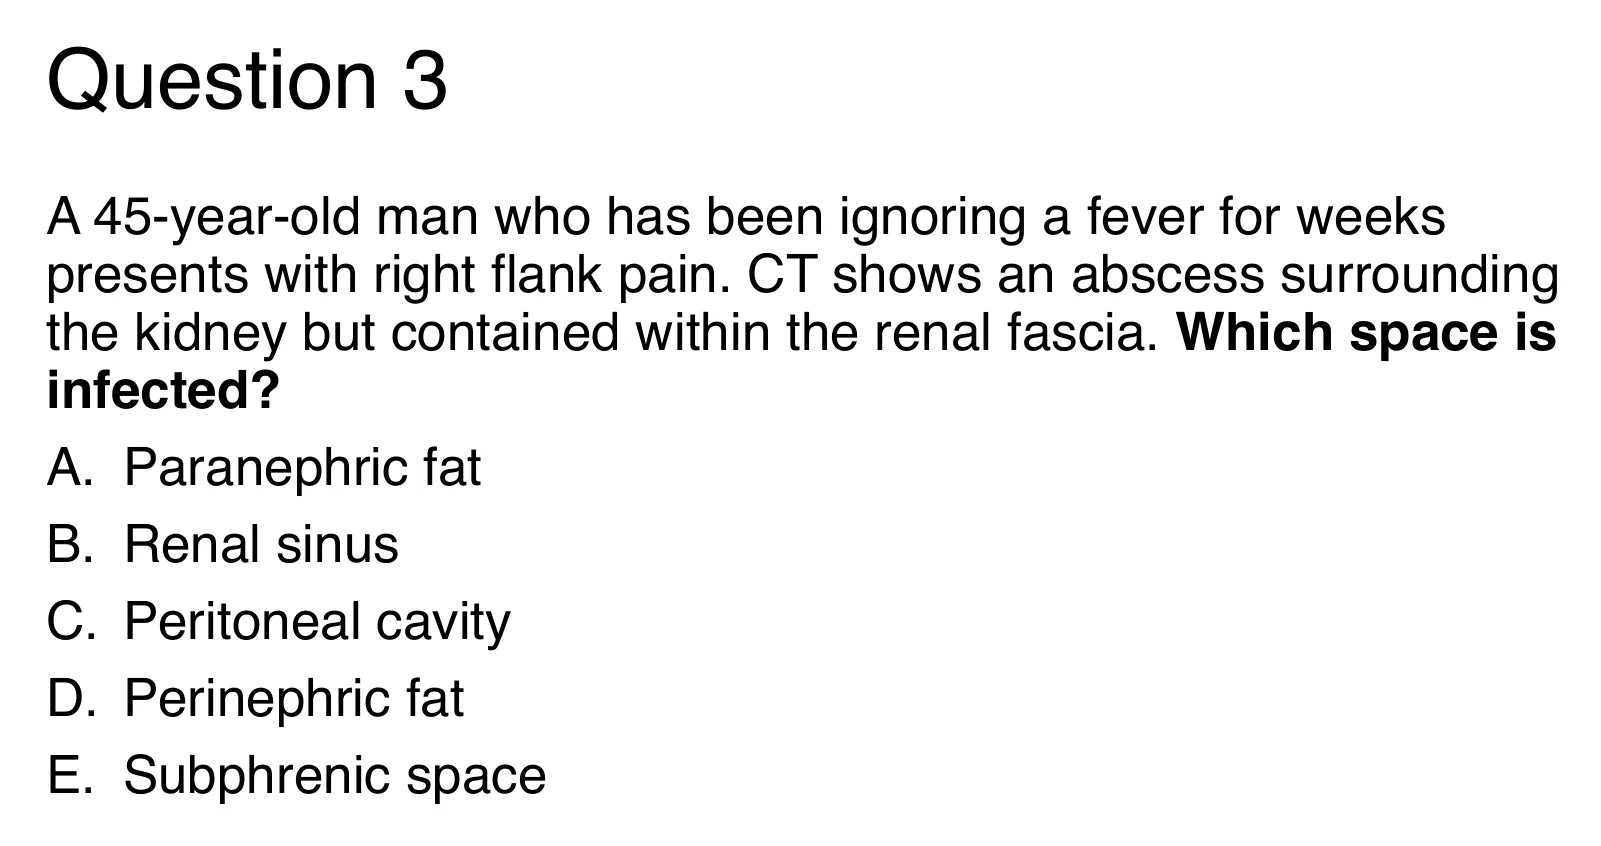 Question 3
A 45-year-old man who has been ignoring a fever for weeks
presents with right flank pain. CT shows an abscess surrounding
the kidney but contained within the renal fascia. Which space is
infected?
A. Paranephric fat
B. Renal sinus
C. Peritoneal cavity
D. Perinephric fat
E. Subphrenic space